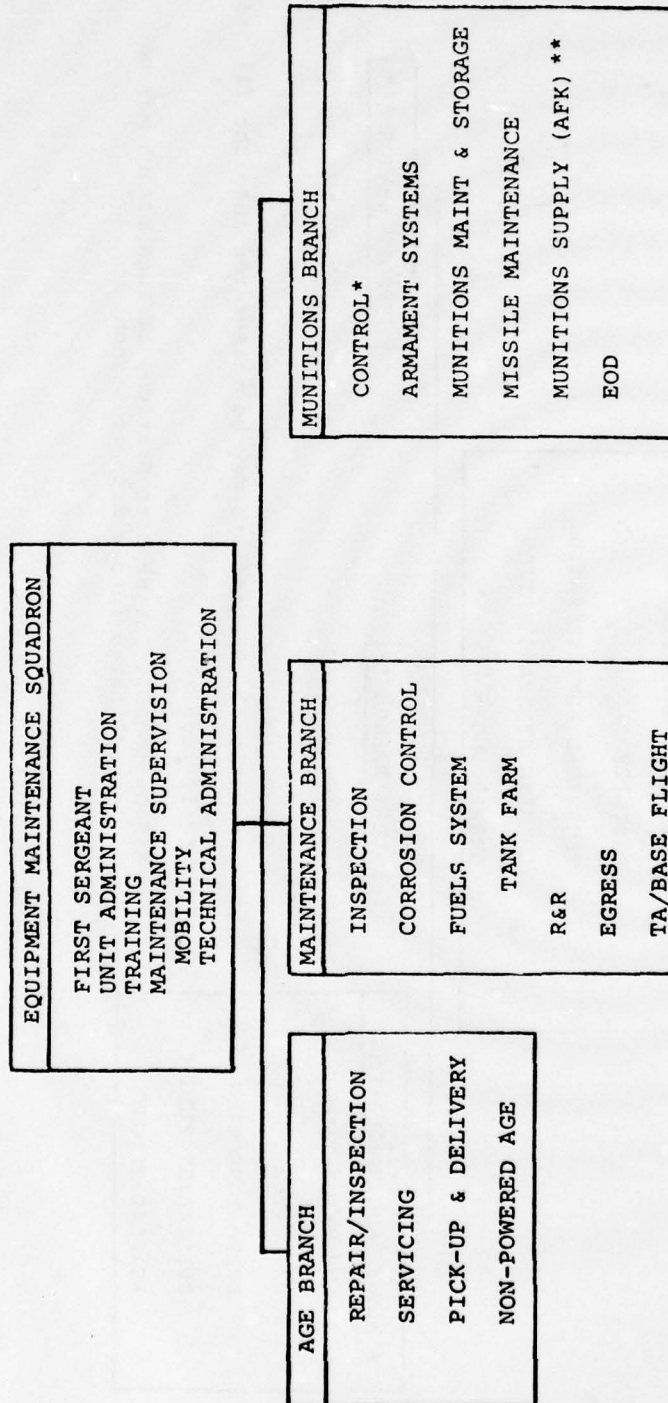 EQUIPMENT MAINTENANCE SQUADRON
FIRST SERGEANT
UNIT ADMINISTRATION
TRAINING
MAINTENANCE SUPERVISION
MOBILITY
TECHNICAL ADMINISTRATION
AGE BRANCH
REPAIR/INSPECTION
SERVICING
PICK-UP & DELIVERY
NON-POWERED AGE
MAINTENANCE BRANCH
INSPECTION
CORROSION CONTROL
FUELS SYSTEM
TANK FARM
R&R
EGRESS
TA/BASE FLIGHT
MUNITIONS BRANCH
CONTROL*
ARMAMENT SYSTEMS
MUNITIONS MAINT & STORAGE
MISSILE MAINTENANCE
MUNITIONS SUPPLY (AFK) **
EOD